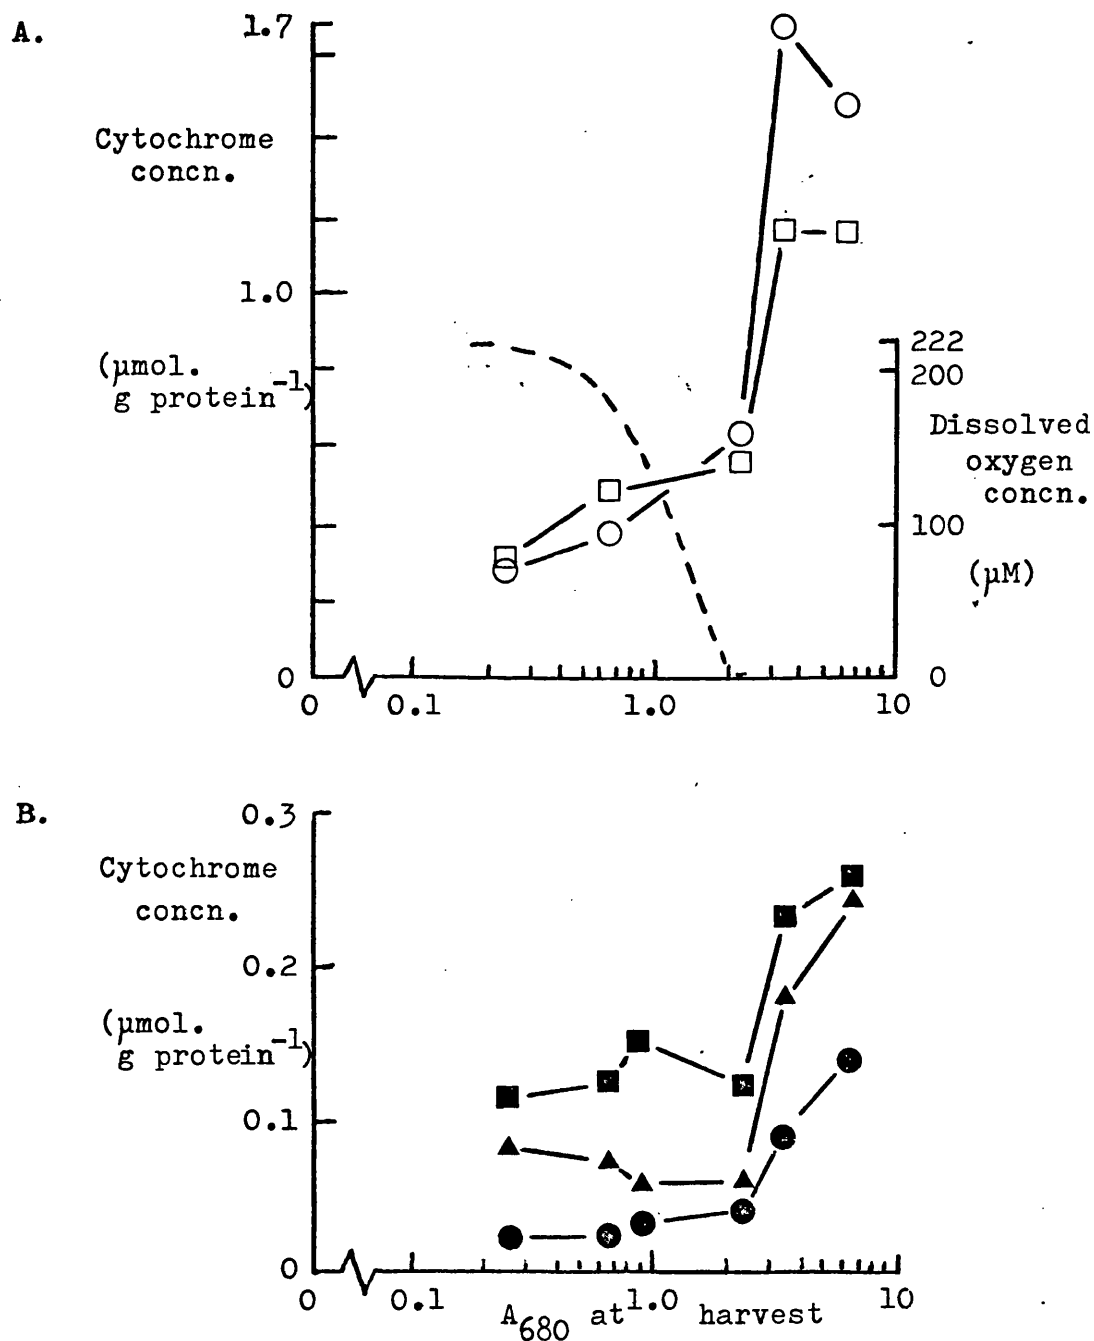 A.
1.7
Cytochrome
concn.
1.0
(μmol.
g protein⁻¹)
0
0 0.1 1.0 10
222
200
Dissolved
oxygen
concn.
100
(μM)
0
B.
0.3
Cytochrome
concn.
0.2
(μmol.
g protein⁻¹)
0.1
0
0 0.1 1.0 10
A₆₈₀ at harvest